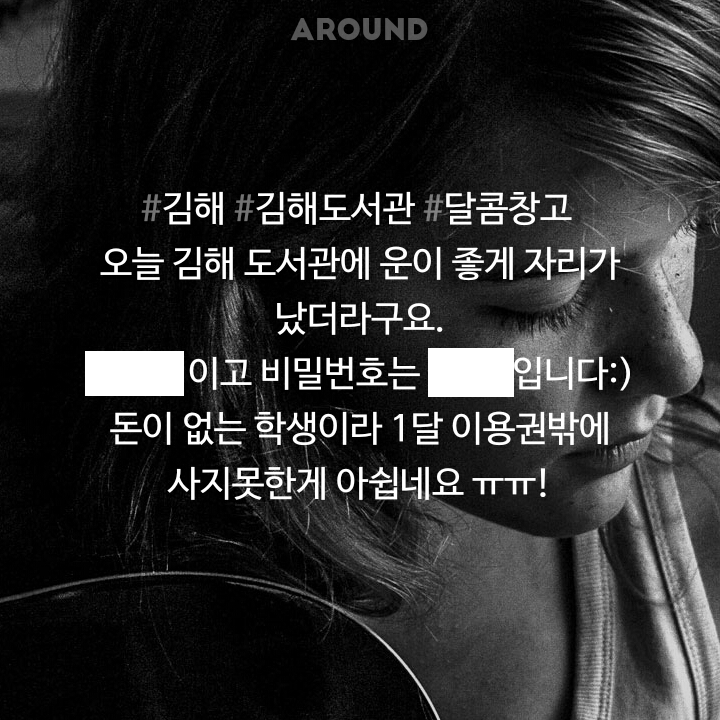 AROUND
#김해 #김해도서관 #달콤창고
오늘 김해 도서관에 운이 좋게 자리가
났더라구요.
이고 비밀번호는 입니다:)
돈이 없는 학생이라 1달 이용권밖에
사지못한게 아쉽네요 ㅠㅠ!